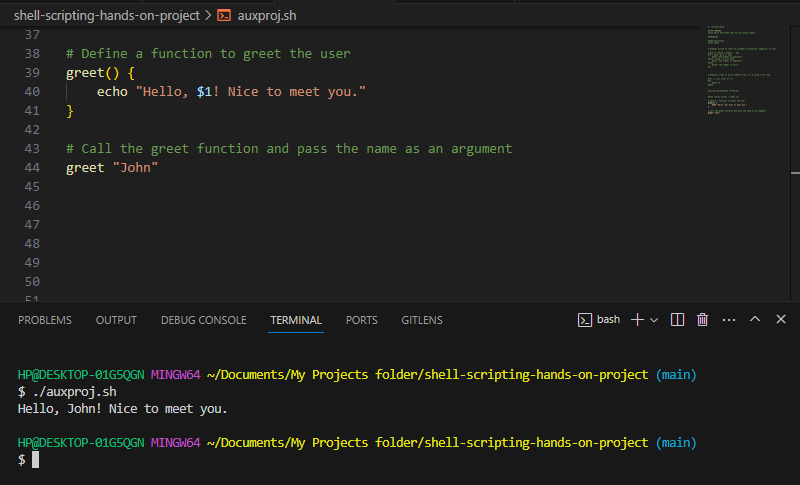 shell-scripting-hands-on-project > auxproj.sh
37
38 # Define a function to greet the user
39 greet() {
40 echo "Hello, $1! Nice to meet you."
41 }
42
43 # Call the greet function and pass the name as an argument
44 greet "John"
45
46
47
48
49
50
51
PROBLEMS OUTPUT DEBUG CONSOLE TERMINAL PORTS GITLENS bash
HP@DESKTOP-01G5QGN MINGW64 ~/Documents/My Projects folder/shell-scripting-hands-on-project (main)
$ ./auxproj.sh
Hello, John! Nice to meet you.
HP@DESKTOP-01G5QGN MINGW64 ~/Documents/My Projects folder/shell-scripting-hands-on-project (main)
$